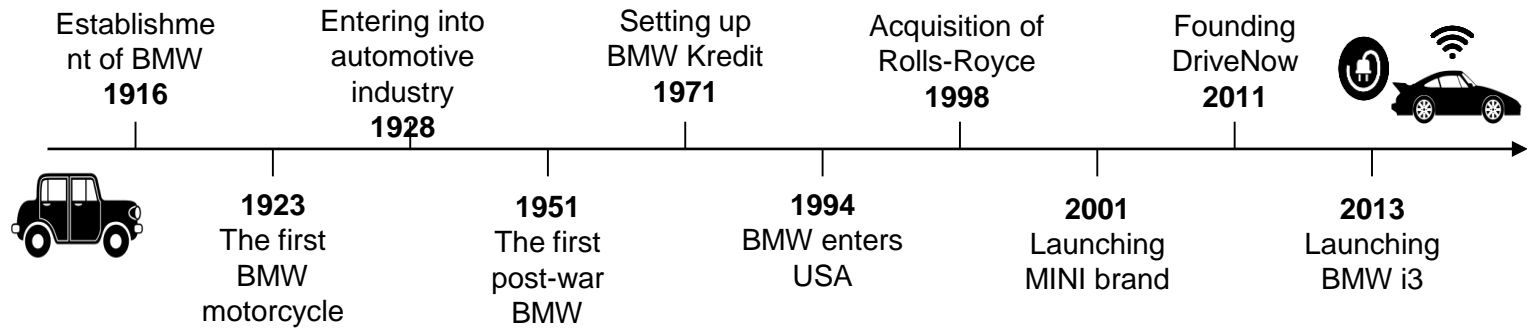 Establishme
nt of BMW
1916
Entering into
automotive
industry
1928
Setting up
BMW Kredit
1971
Acquisition of
Rolls-Royce
1998
Founding
DriveNow
2011
1923
The first
BMW
motorcycle
1951
The first
post-war
BMW
1994
BMW enters
USA
2001
Launching
MINI brand
2013
Launching
BMW i3